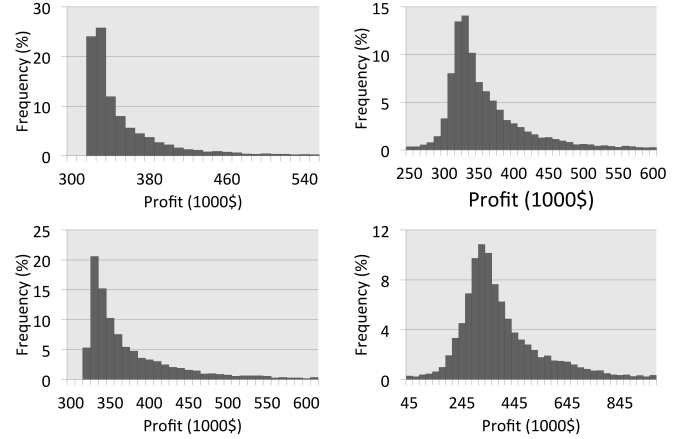 30
20
10
0
Frequency (%)
300 380 460 540
Profit (1000$)
15
10
5
0
Frequency (%)
250 300 350 400 450 500 550 600
Profit (1000$)
25
20
15
10
5
0
Frequency (%)
300 350 400 450 500 550 600
Profit (1000$)
12
8
4
0
Frequency (%)
45 245 445 645 845
Profit (1000$)